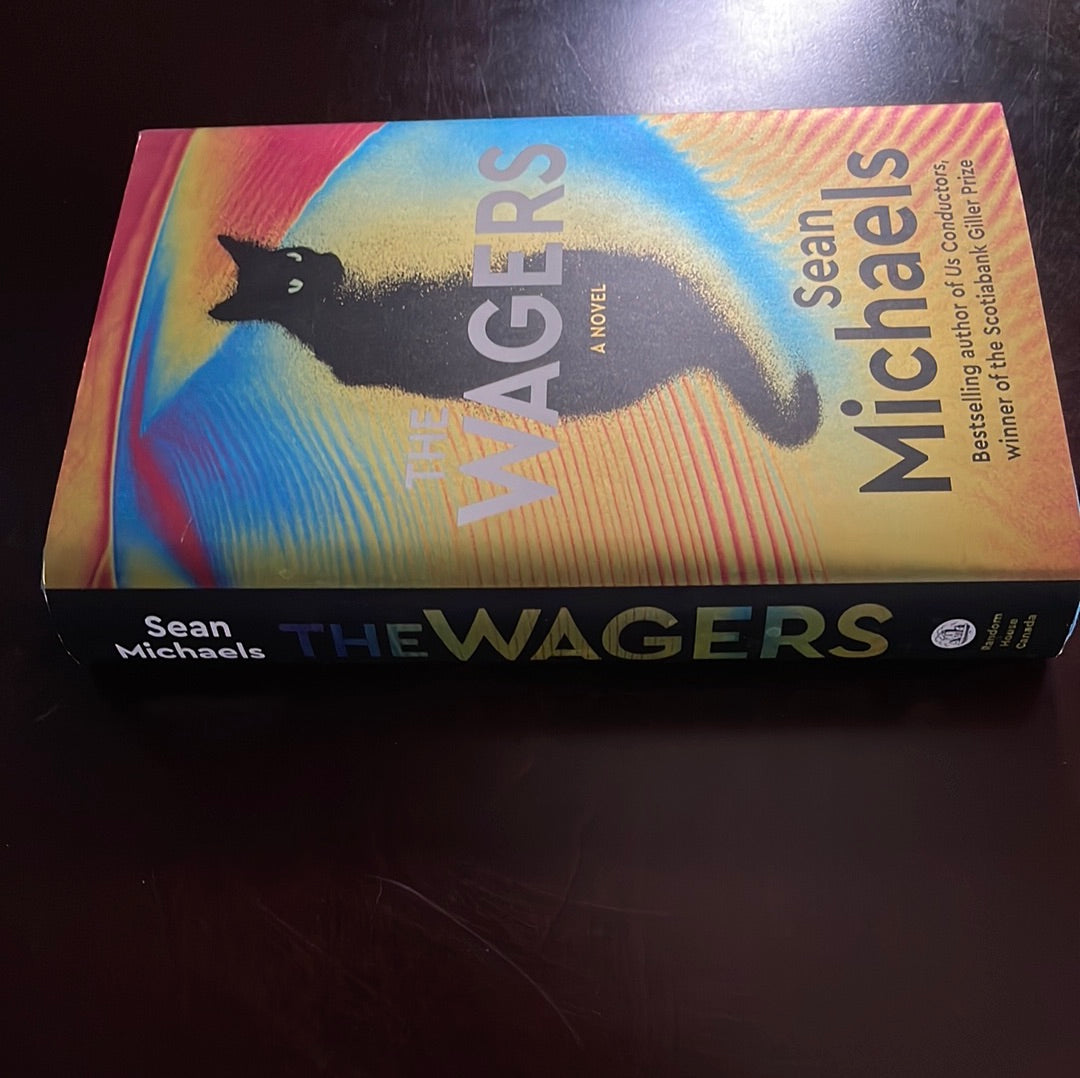 THE
WAGERS
A NOVEL
Sean
Michaels
Bestselling author of Us Conductors,
winner of the Scotiabank Giller Prize
Sean
Michaels
THE WAGERS
Random
House
Canada